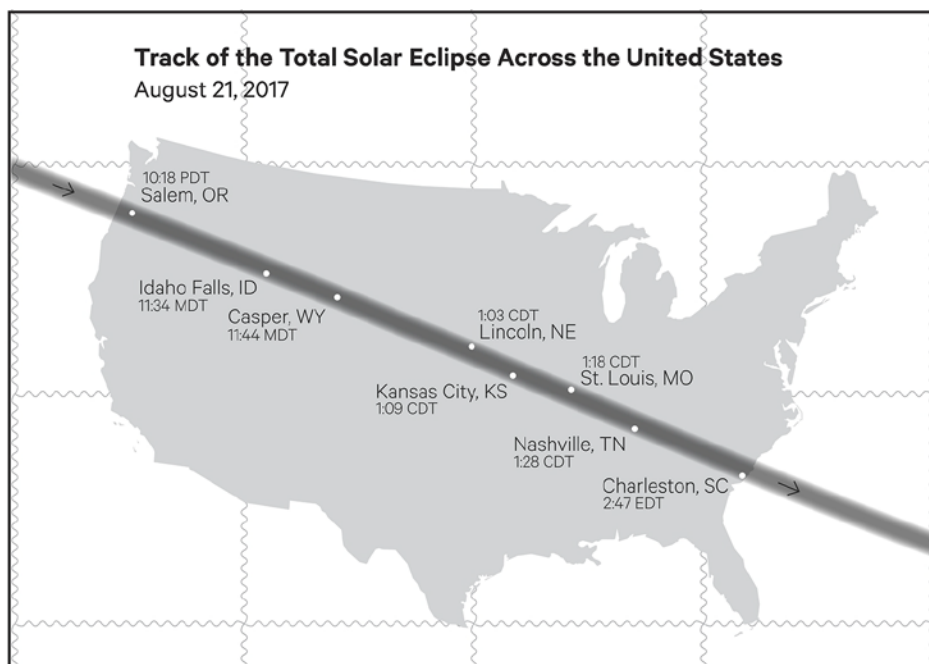 Track of the Total Solar Eclipse Across the United States
August 21, 2017
10:18 PDT
Salem, OR
Idaho Falls, ID
11:34 MDT
Casper, WY
11:44 MDT
1:03 CDT
Lincoln, NE
Kansas City, KS
1:09 CDT
1:18 CDT
St. Louis, MO
Nashville, TN
1:28 CDT
Charleston, SC
2:47 EDT